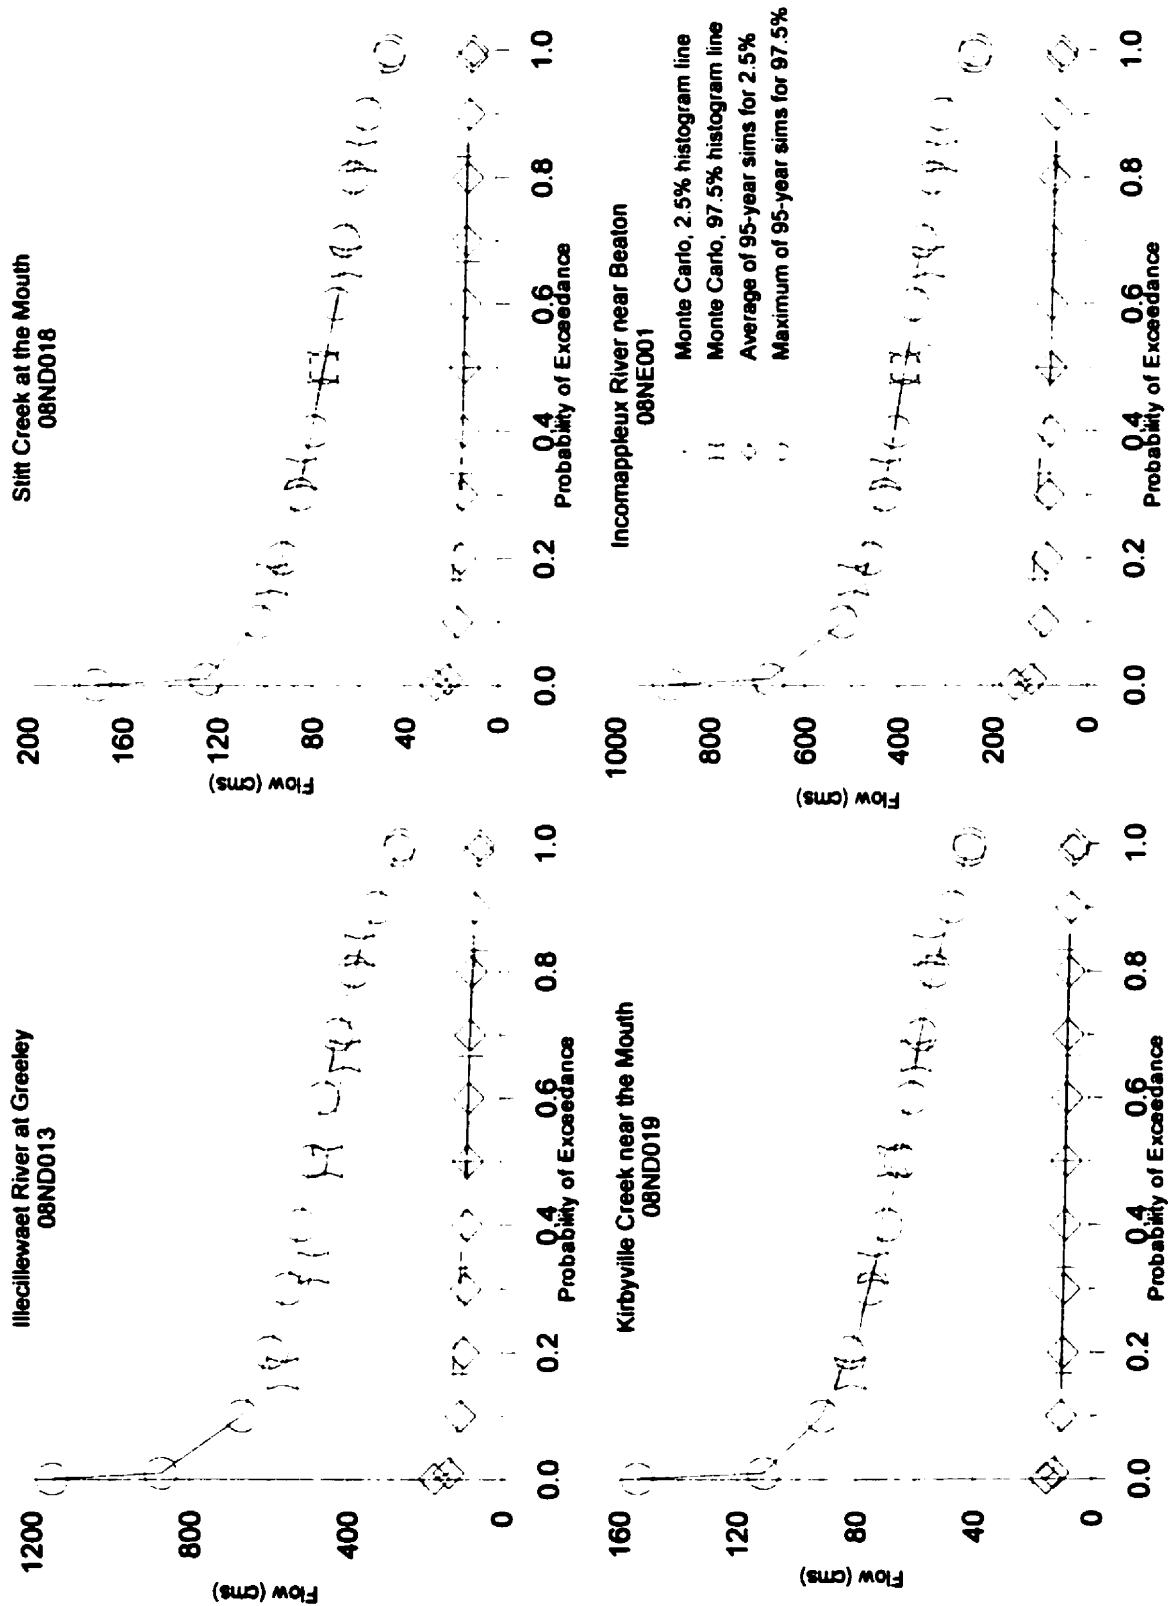 Illecillewaet River at Greeley
08ND013
1200
800
400
0
Flow (cms)
0.0
0.2
0.4
0.6
0.8
1.0
Probability of Exceedance
Stitt Creek at the Mouth
08ND018
200
160
120
80
40
0
Flow (cms)
0.0
0.2
0.4
0.6
0.8
1.0
Probability of Exceedance
Kirbyville Creek near the Mouth
08ND019
160
120
80
40
0
Flow (cms)
0.0
0.2
0.4
0.6
0.8
1.0
Probability of Exceedance
Incomappleux River near Beaton
08NE001
Monte Carlo, 2.5% histogram line
Monte Carlo, 97.5% histogram line
Average of 95-year sims for 2.5%
Maximum of 95-year sims for 97.5%
1000
800
600
400
200
0
Flow (cms)
0.0
0.2
0.4
0.6
0.8
1.0
Probability of Exceedance